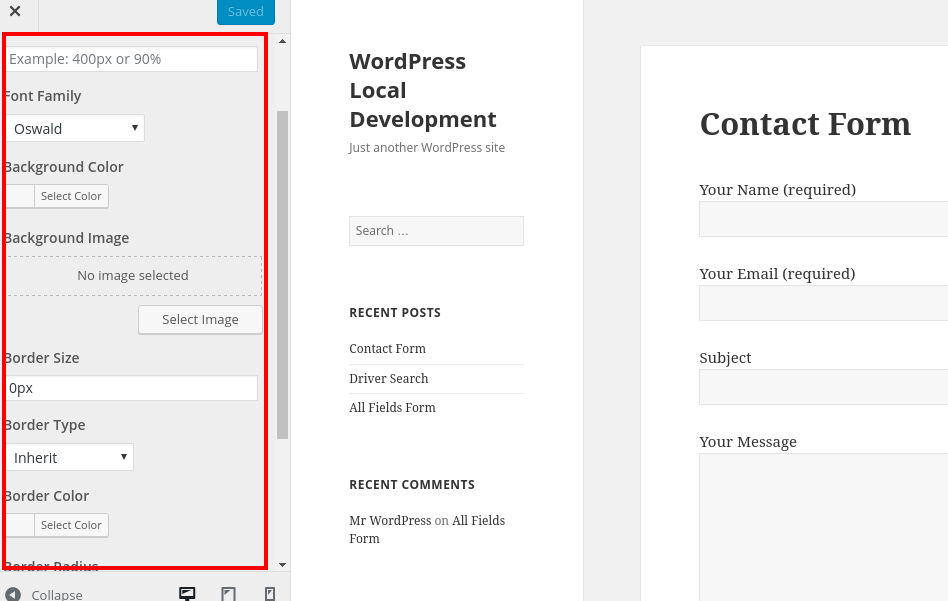 Saved
Example: 400px or 90%
Font Family
Oswald
Background Color
Select Color
Background Image
No image selected
Select Image
Border Size
0px
Border Type
Inherit
Border Color
Select Color
Border Radius
Collapse
WordPress
Local
Development
Just another WordPress site
Search …
RECENT POSTS
Contact Form
Driver Search
All Fields Form
RECENT COMMENTS
Mr WordPress on All Fields
Form
Contact Form
Your Name (required)
Your Email (required)
Subject
Your Message